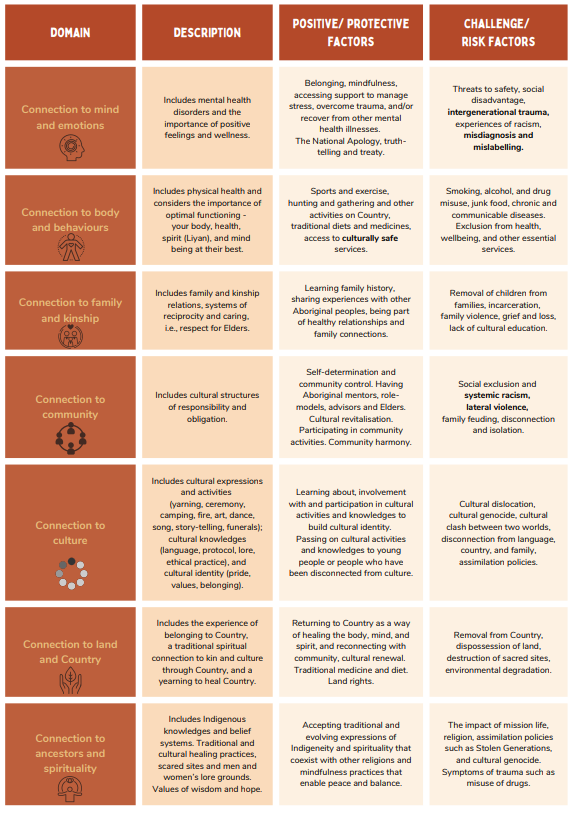 DOMAIN
DESCRIPTION
POSITIVE/ PROTECTIVE
FACTORS
CHALLENGE/
RISK FACTORS
Connection to mind
and emotions
Includes mental health
disorders and the
importance of positive
feelings and wellness.
Belonging, mindfulness,
accessing support to manage
stress, overcome trauma, and/or
recover from other mental
health illnesses.
The National Apology, truth-
telling and treaty.
Threats to safety, social
disadvantage,
intergenerational trauma,
experiences of racism,
misdiagnosis and
mislabelling.
Connection to body
and behaviours
Includes physical health and
considers the importance of
optimal functioning -
your body, health,
spirit (Liyan), and mind
being at their best.
Sports and exercise,
hunting and gathering and other
activities on Country,
traditional diets and medicines,
access to culturally safe
services.
Smoking, alcohol, and drug
misuse, junk food, chronic and
communicable diseases.
Exclusion from health,
wellbeing, and other essential
services.
Connection to family
and kinship
Includes family and kinship
relations, systems of
reciprocity and caring,
i.e., respect for Elders.
Learning family history,
sharing experiences with other
Aboriginal peoples, being part
of healthy relationships and
family connections.
Removal of children from
families, incarceration,
family violence, grief and loss,
lack of cultural education.
Connection to
community
Includes cultural structures
of responsibility and
obligation.
Self-determination and
community control. Having
Aboriginal mentors, role-
models, advisors and Elders.
Cultural revitalisation.
Participating in community
activities. Community harmony.
Social exclusion and
systemic racism,
lateral violence,
family feuding, disconnection
and isolation.
Connection to
culture
Includes cultural expressions
and activities
(yarning, ceremony,
camping, fire, art, dance,
song, story-telling, funerals);
cultural knowledges
(language, protocol, lore,
ethical practice), and
cultural identity (pride,
values, belonging).
Learning about, involvement
with and participation in cultural
activities and knowledges to
build cultural identity.
Passing on cultural activities
and knowledges to young
people or people who have
been disconnected from culture.
Cultural dislocation,
cultural genocide, cultural
clash between two worlds,
disconnection from language,
country, and family,
assimilation policies.
Connection to land
and Country
Includes the experience of
belonging to Country,
a traditional spiritual
connection to kin and culture
through Country, and a
yearning to heal Country.
Returning to Country as a way
of healing the body, mind, and
spirit, and reconnecting with
community, cultural renewal.
Traditional medicine and diet.
Land rights.
Removal from Country,
dispossession of land,
destruction of sacred sites,
environmental degradation.
Connection to
ancestors and
spirituality
Includes Indigenous
knowledges and belief
systems. Traditional and
cultural healing practices,
scared sites and men and
women's lore grounds.
Values of wisdom and hope.
Accepting traditional and
evolving expressions of
Indigeneity and spirituality that
coexist with other religions and
mindfulness practices that
enable peace and balance.
The impact of mission life,
religion, assimilation policies
such as Stolen Generations,
and cultural genocide.
Symptoms of trauma such as
misuse of drugs.